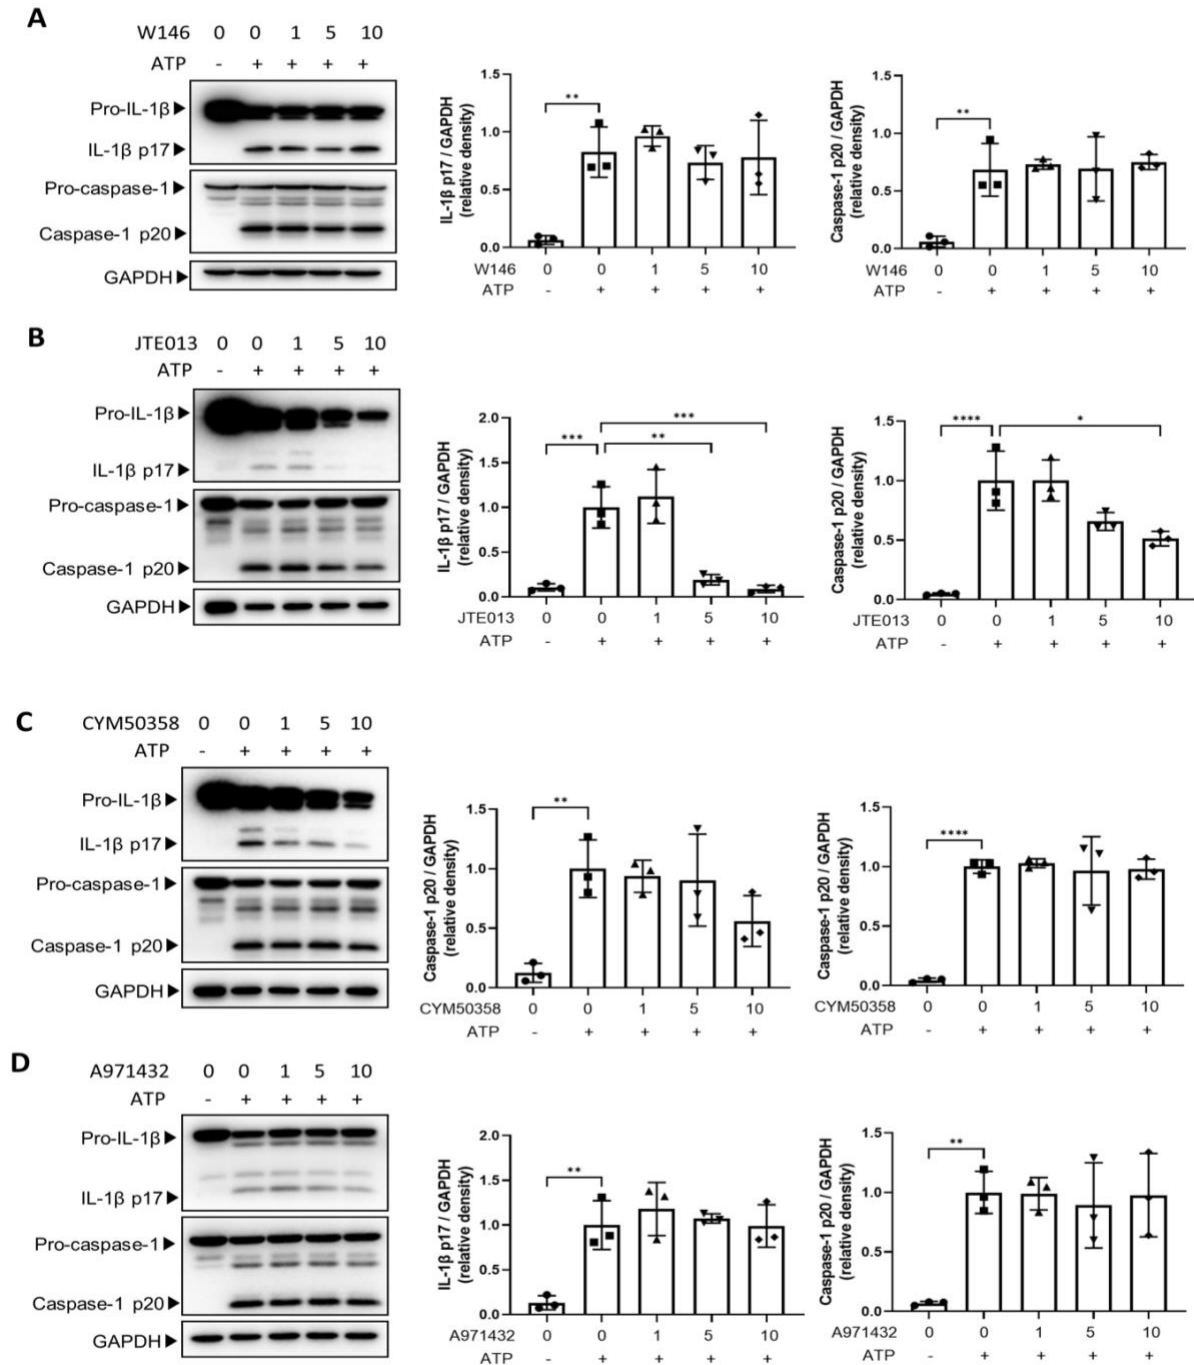 A
W146 0 0 1 5 10
ATP - + + + +
Pro-IL-1β
IL-1β p17
Pro-caspase-1
Caspase-1 p20
GAPDH
IL-1β p17 / GAPDH
(relative density)
1.5
1.0
0.5
0.0
**
W146 0 0 1 5 10
ATP - + + + +
Caspase-1 p20 / GAPDH
(relative density)
1.5
1.0
0.5
0.0
**
W146 0 0 1 5 10
ATP - + + + +
B
JTE013 0 0 1 5 10
ATP - + + + +
Pro-IL-1β
IL-1β p17
Pro-caspase-1
Caspase-1 p20
GAPDH
IL-1β p17 / GAPDH
(relative density)
2.0
1.5
1.0
0.5
0.0
***
**
***
JTE013 0 0 1 5 10
ATP - + + + +
Caspase-1 p20 / GAPDH
(relative density)
1.5
1.0
0.5
0.0
****
*
JTE013 0 0 1 5 10
ATP - + + + +
C
CYM50358 0 0 1 5 10
ATP - + + + +
Pro-IL-1β
IL-1β p17
Pro-caspase-1
Caspase-1 p20
GAPDH
Caspase-1 p20 / GAPDH
(relative density)
1.5
1.0
0.5
0.0
**
CYM50358 0 0 1 5 10
ATP - + + + +
Caspase-1 p20 / GAPDH
(relative density)
1.5
1.0
0.5
0.0
****
CYM50358 0 0 1 5 10
ATP - + + + +
D
A971432 0 0 1 5 10
ATP - + + + +
Pro-IL-1β
IL-1β p17
Pro-caspase-1
Caspase-1 p20
GAPDH
IL-1β p17 / GAPDH
(relative density)
2.0
1.5
1.0
0.5
0.0
**
A971432 0 0 1 5 10
ATP - + + + +
Caspase-1 p20 / GAPDH
(relative density)
1.5
1.0
0.5
0.0
**
A971432 0 0 1 5 10
ATP - + + + +